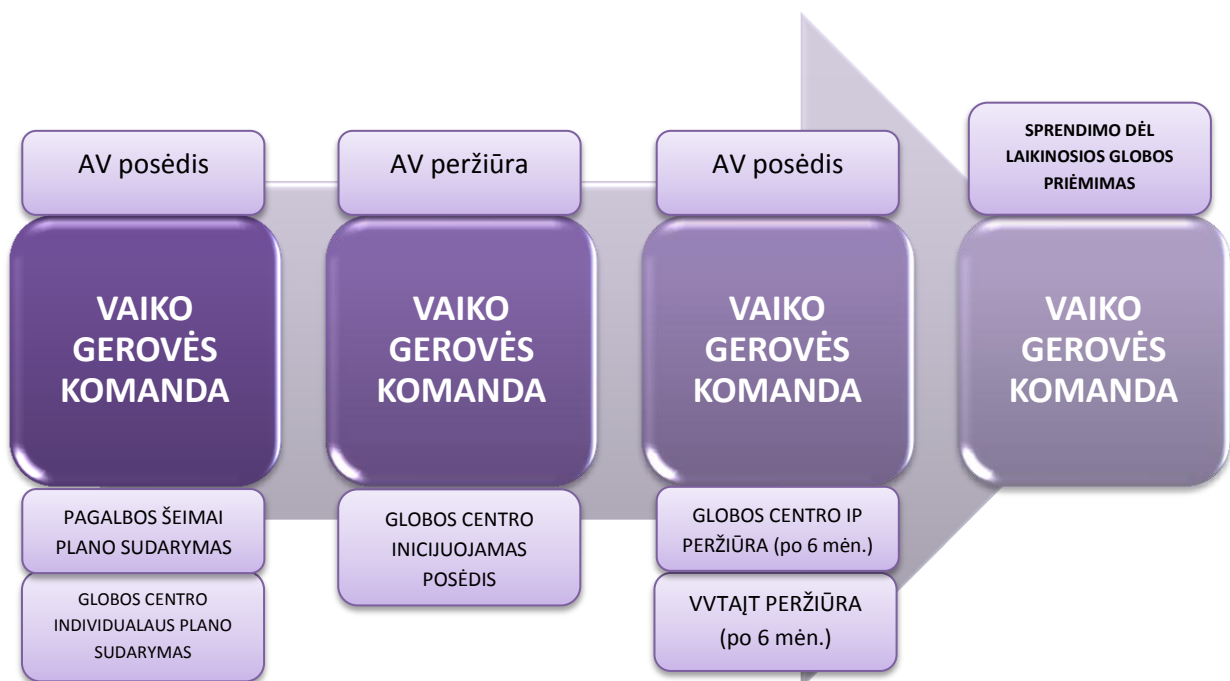 AV posėdis
VAIKO
GEROVĖS
KOMANDA
PAGALBOS ŠEIMAI
PLANO SUDARYMAS
GLOBOS CENTRO
INDIVIDUALAUS PLANO
SUDARYMAS
AV peržiūra
VAIKO
GEROVĖS
KOMANDA
GLOBOS CENTRO
INICIJUOJAMAS
POSĖDIS
AV posėdis
VAIKO
GEROVĖS
KOMANDA
GLOBOS CENTRO IP
PERŽIŪRA (po 6 mėn.)
VVTAĮT PERŽIŪRA
(po 6 mėn.)
SPRENDIMO DĖL
LAIKINOSIOS GLOBOS
PRIĖMIMAS
VAIKO
GEROVĖS
KOMANDA